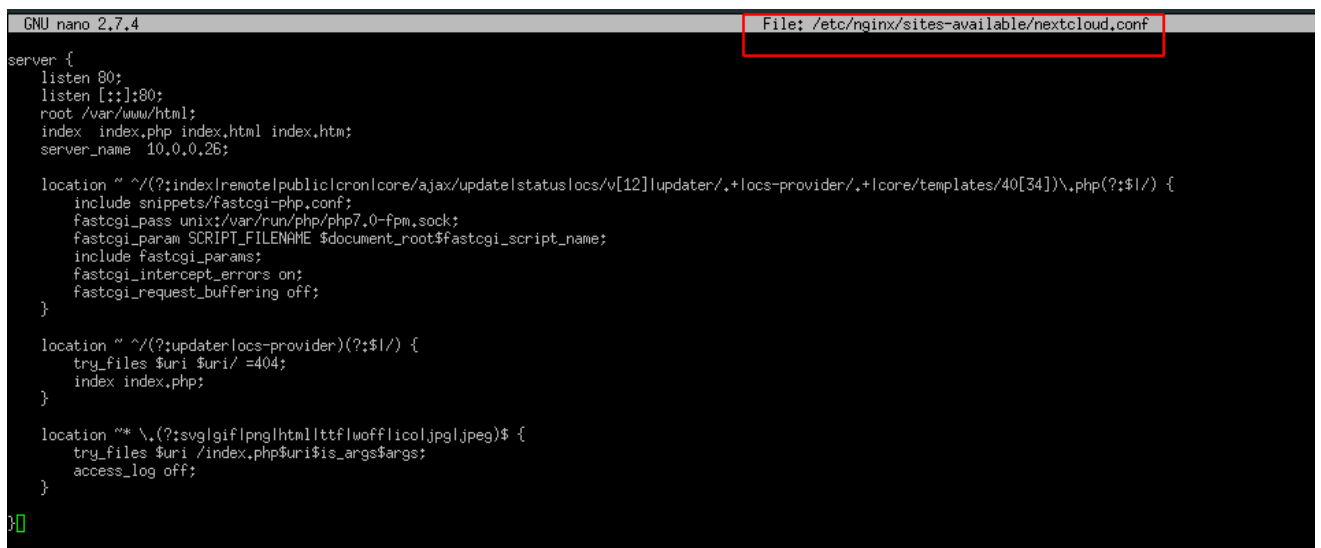 GNU nano 2.7.4 File: /etc/nginx/sites-available/nextcloud.conf
server {
    listen 80;
    listen [::]:80;
    root /var/www/html;
    index  index.php index.html index.htm;
    server_name  10.0.0.26;
    location ~ ^/(?:index|remote|public|cron|core/ajax/update|status|ocs/v[12]|updater/.+|ocs-provider/.+|core/templates/40[34])\.php(?:$|/) {
        include snippets/fastcgi-php.conf;
        fastcgi_pass unix:/var/run/php/php7.0-fpm.sock;
        fastcgi_param SCRIPT_FILENAME $document_root$fastcgi_script_name;
        include fastcgi_params;
        fastcgi_intercept_errors on;
        fastcgi_request_buffering off;
    }
    location ~ ^/(?:updater|ocs-provider)(?:$|/) {
        try_files $uri $uri/ =404;
        index index.php;
    }
    location ~* \.(?:svg|gif|png|html|ttf|woff|ico|jpg|jpeg)$ {
        try_files $uri /index.php$uri$is_args$args;
        access_log off;
    }
}